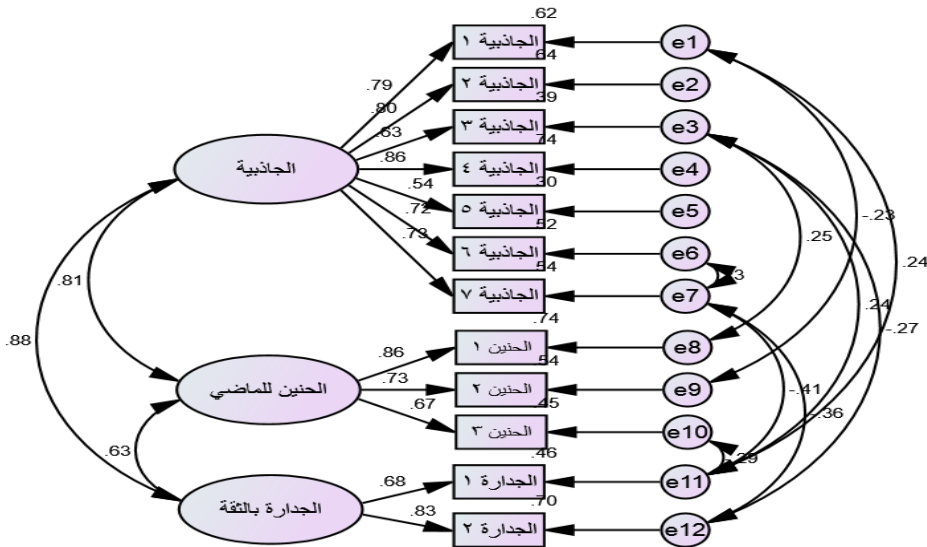 .62
الجاذبية ١
e1
.79
.64
الجاذبية ٢
e2
.80
.39
الجاذبية ٣
e3
.63
.74
الجاذبية
.86
الجاذبية ٤
e4
.30
.54
الجاذبية ٥
e5
.72
.52
-.23
الجاذبية ٦
e6
.25
.73
.54
.24
.81
الجاذبية ٧
e7
.24
.74
-.27
.88
.86
الحنين ١
e8
.54
الحنين للماضي
.73
الحنين ٢
e9
-.41
.45
-.36
.67
الحنين ٣
e10
.63
.46
.68
الجدارة ١
e11
الجدارة بالثقة
.70
.83
الجدارة ٢
e12